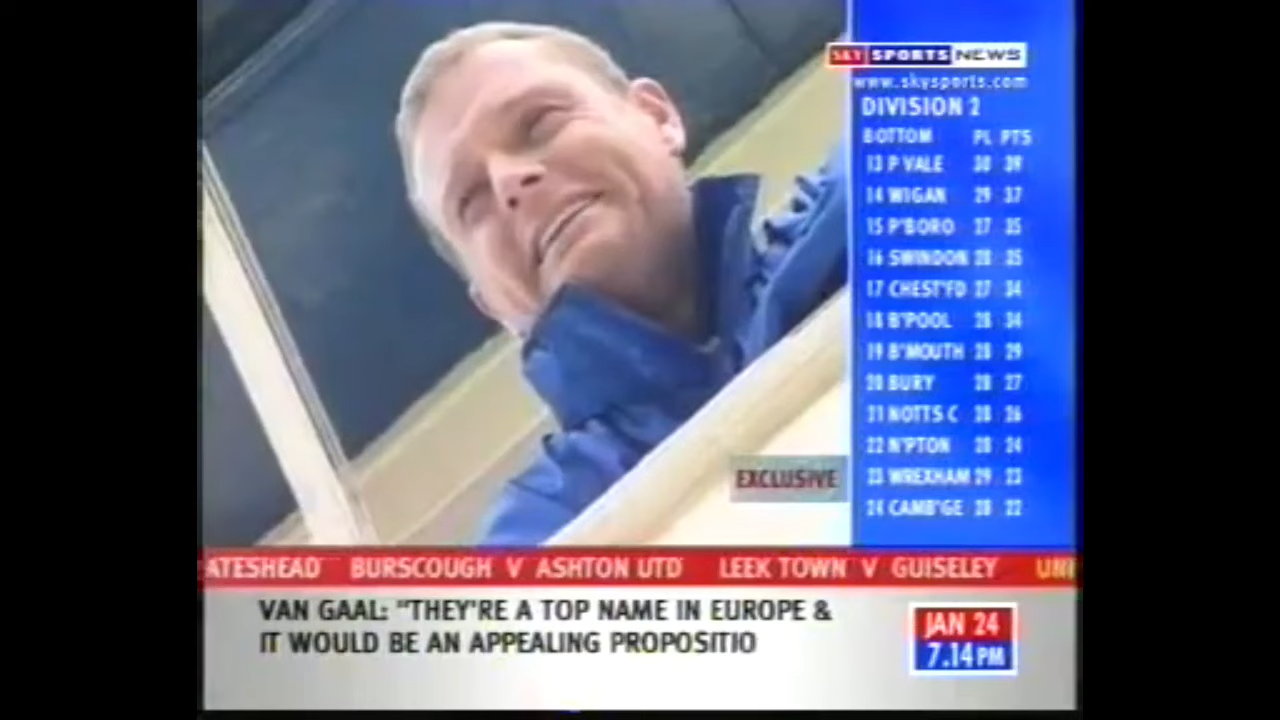 SKY SPORTS NEWS
www.skysports.com
DIVISION 2
BOTTOM PL PTS
13 P VALE 30 39
14 WIGAN 29 37
15 P'BORO 27 35
16 SWINDON 28 35
17 CHEST'FD 27 34
18 B'POOL 28 34
19 B'MOUTH 28 29
20 BURY 28 27
21 NOTTS C 28 26
22 N'PTON 28 24
23 WREXHAM 29 23
24 CAMB'GE 28 22
EXCLUSIVE
ATESHEAD BURSCOUGH V ASHTON UTD LEEK TOWN V GUISELEY UNI
VAN GAAL: "THEY'RE A TOP NAME IN EUROPE &
IT WOULD BE AN APPEALING PROPOSITIO
JAN 24
7.14 PM